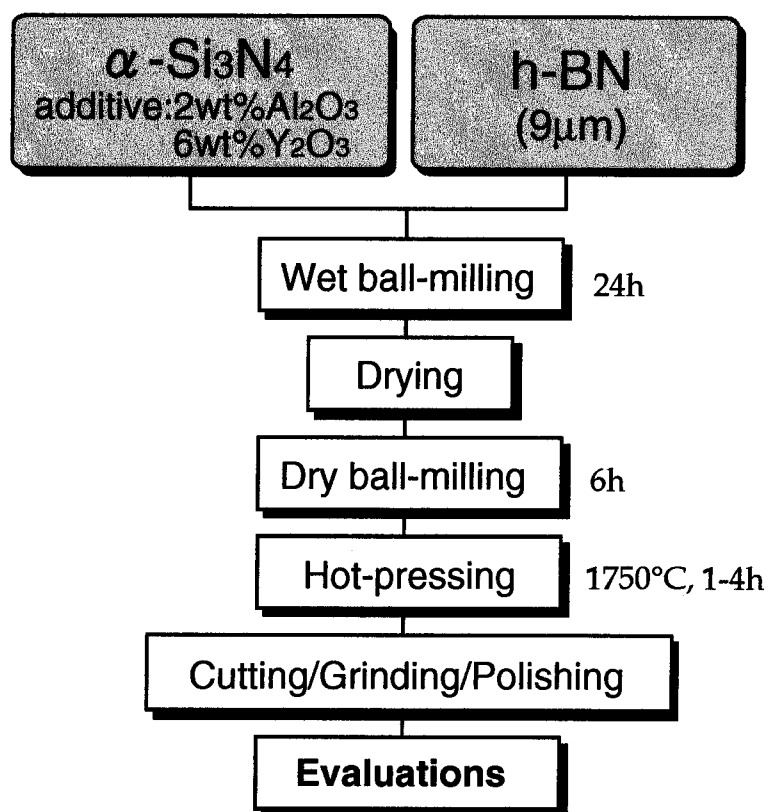 α-Si3N4
additive:2wt%Al2O3
6wt%Y2O3
h-BN
(9μm)
Wet ball-milling 24h
Drying
Dry ball-milling 6h
Hot-pressing 1750°C, 1-4h
Cutting/Grinding/Polishing
Evaluations